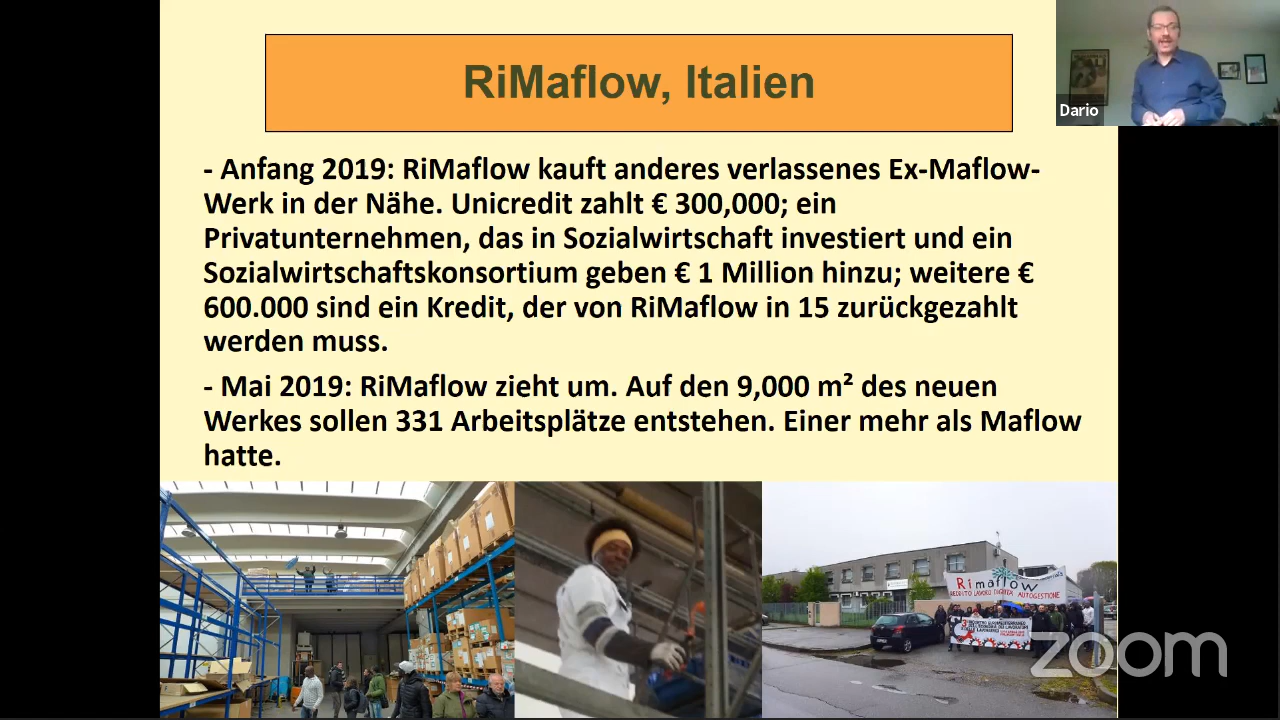 RiMaflow, Italien
Dario
- Anfang 2019: RiMaflow kauft anderes verlassenes Ex-Maflow-
Werk in der Nähe. Unicredit zahlt € 300,000; ein
Privatunternehmen, das in Sozialwirtschaft investiert und ein
Sozialwirtschaftskonsortium geben € 1 Million hinzu; weitere €
600.000 sind ein Kredit, der von RiMaflow in 15 zurückgezahlt
werden muss.
- Mai 2019: RiMaflow zieht um. Auf den 9,000 m² des neuen
Werkes sollen 331 Arbeitsplätze entstehen. Einer mehr als Maflow
hatte.
Rimaflow
REDDITO LAVORO DIGNITÀ AUTOGESTIONE
zoom